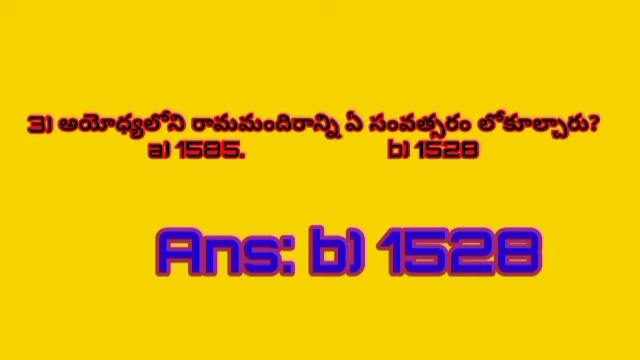 3) అయోధ్యలోని రామమందిరాన్ని ఏ సంవత్సరం లోకూల్చారు?
a) 1585. b) 1528
Ans: b) 1528